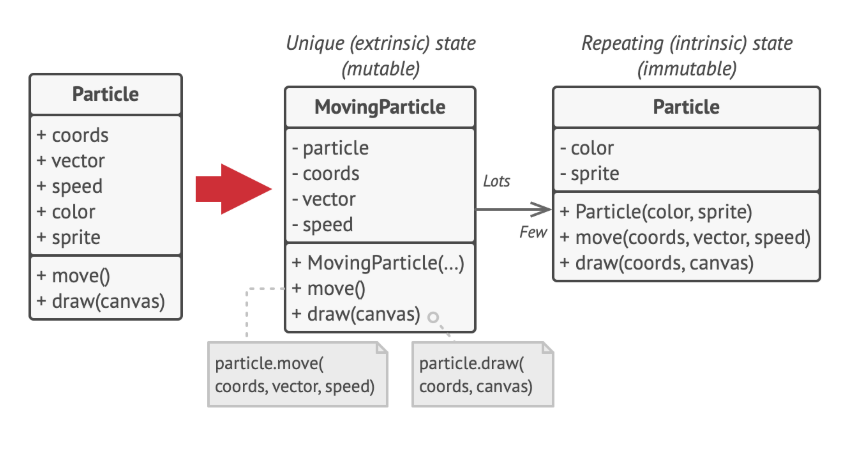 Particle
+ coords
+ vector
+ speed
+ color
+ sprite
+ move()
+ draw(canvas)
Unique (extrinsic) state
(mutable)
MovingParticle
- particle
- coords
- vector
- speed
+ MovingParticle(...)
+ move()
+ draw(canvas)
particle.move(
coords, vector, speed)
particle.draw(
coords, canvas)
Lots
Few
Repeating (intrinsic) state
(immutable)
Particle
- color
- sprite
+ Particle(color, sprite)
+ move(coords, vector, speed)
+ draw(coords, canvas)